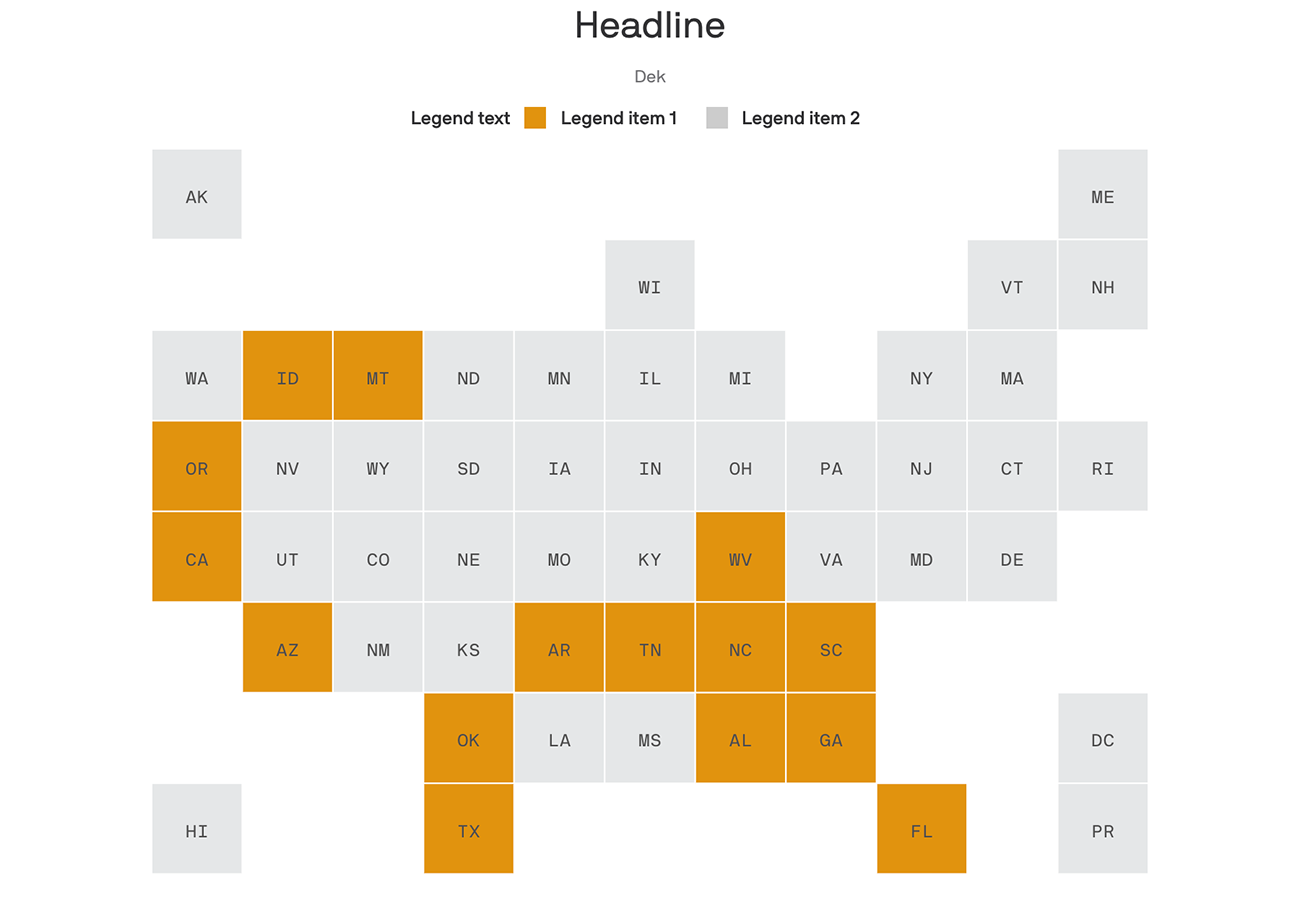 Headline
Dek
Legend text Legend item 1 Legend item 2
AK ME
WI VT NH
WA ID MT ND MN IL MI NY MA
OR NV WY SD IA IN OH PA NJ CT RI
CA UT CO NE MO KY WV VA MD DE
AZ NM KS AR TN NC SC
OK LA MS AL GA DC
HI TX FL PR